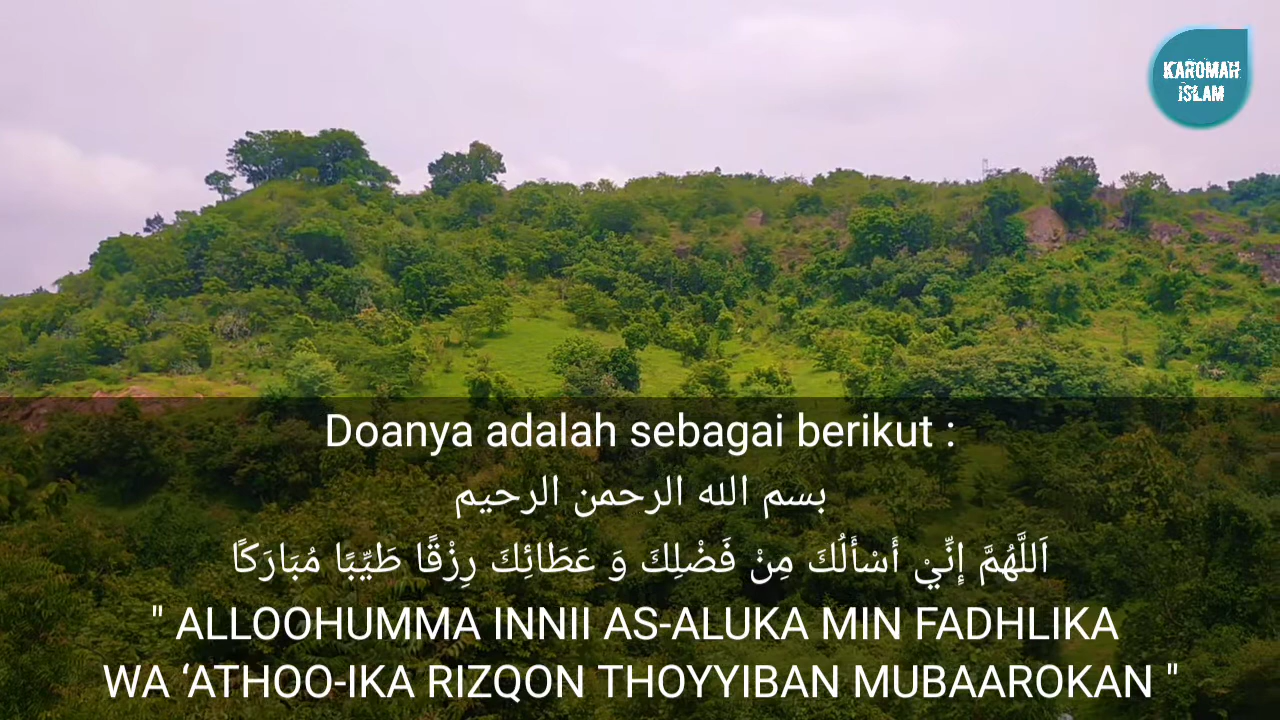 KAROMAH
ISLAM
Doanya adalah sebagai berikut :
بسم الله الرحمن الرحيم
اَللَّهُمَّ إِنِّيْ أَسْأَلُكَ مِنْ فَضْلِكَ وَ عَطَائِكَ رِزْقًا طَيِّبًا مُبَارَكًا
" ALLOOHUMMA INNII AS-ALUKA MIN FADHLIKA
WA ‘ATHOO-IKA RIZQON THOYYIBAN MUBAAROKAN "